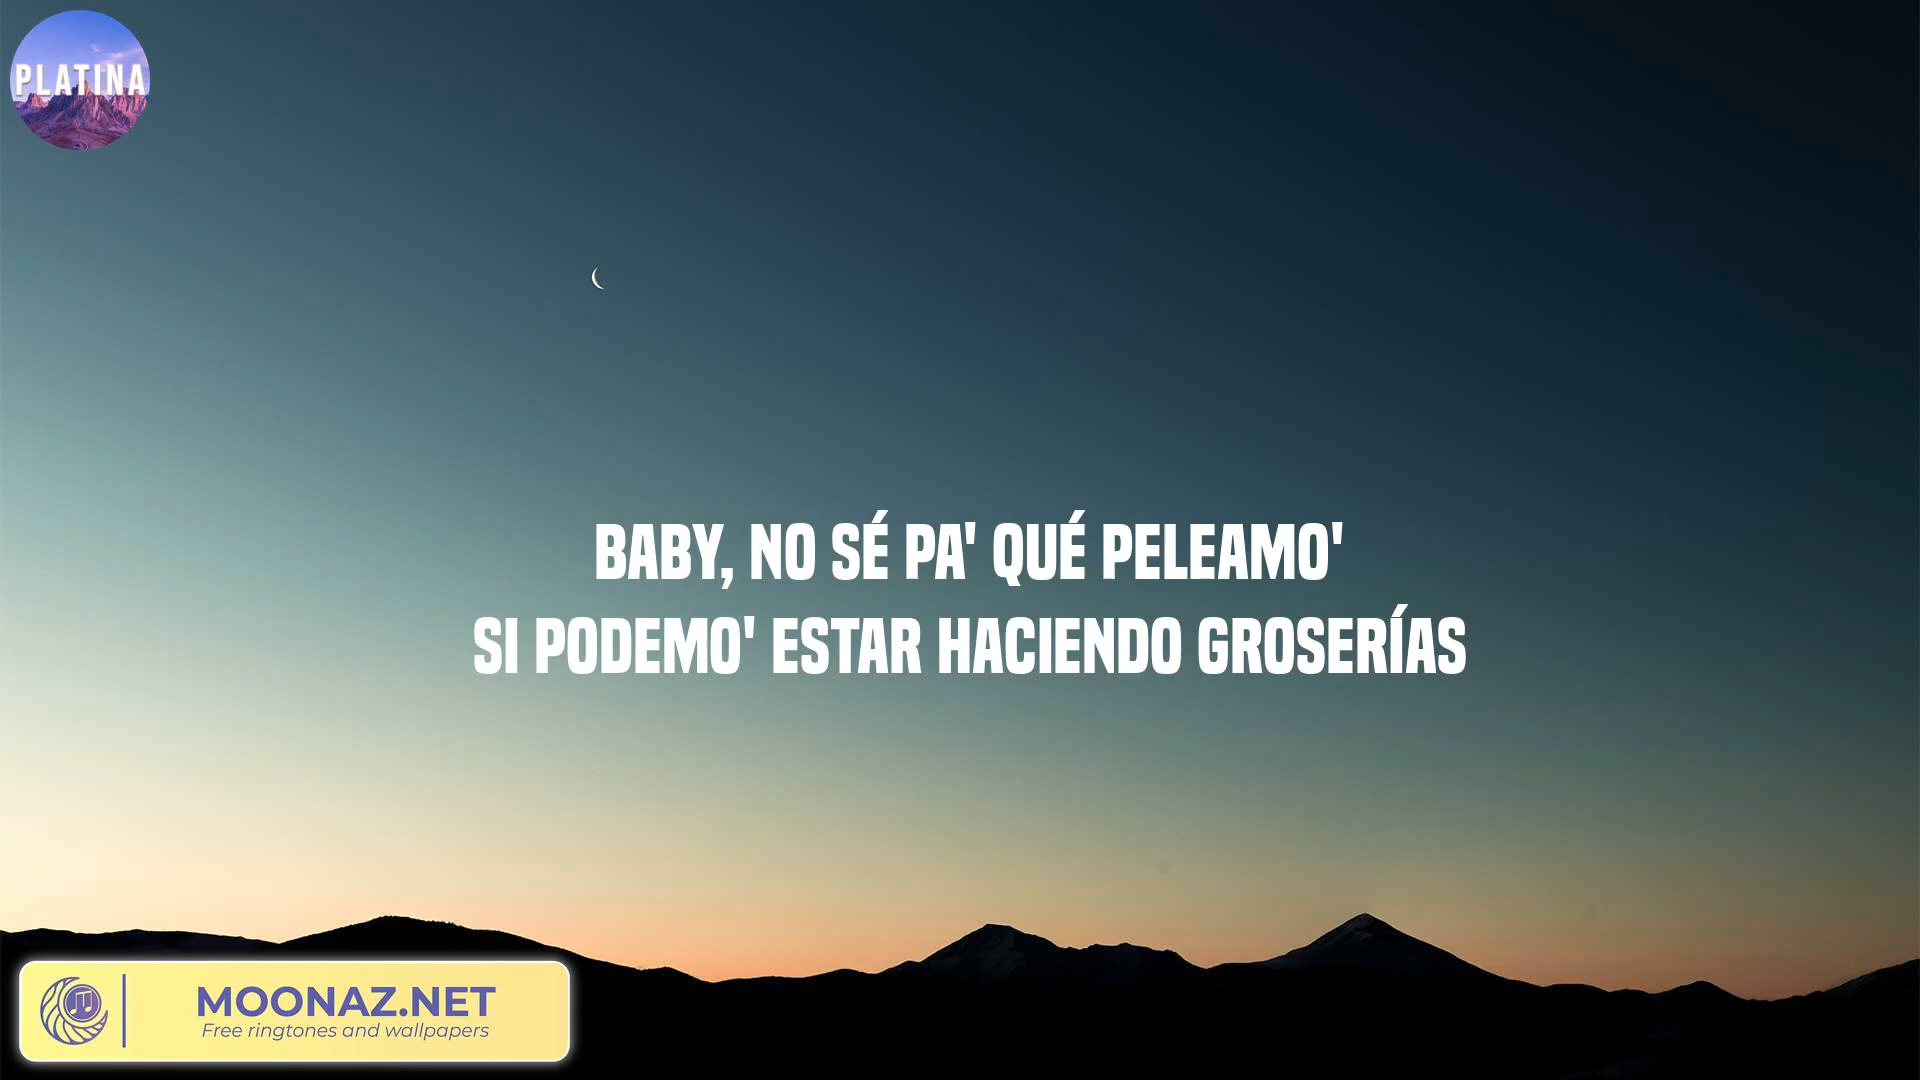 PLATINA
BABY, NO SÉ PA' QUÉ PELEAMO'
SI PODEMO' ESTAR HACIENDO GROSERÍAS
MOONAZ.NET
Free ringtones and wallpapers